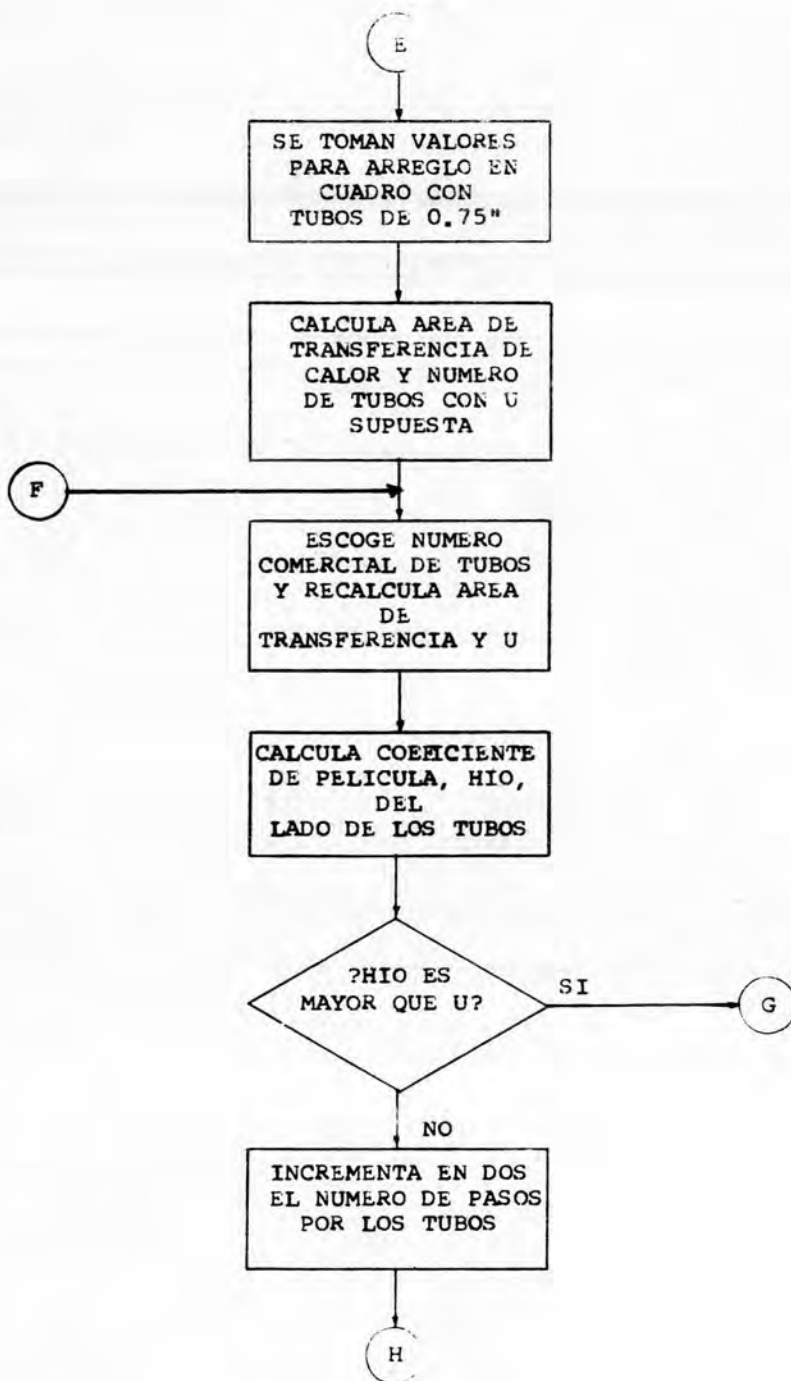 E
SE TOMAN VALORES
PARA ARREGLO EN
CUADRO CON
TUBOS DE 0.75"
CALCULA AREA DE
TRANSFERENCIA DE
CALOR Y NUMERO
DE TUBOS CON U
SUPUESTA
F
ESCOGE NUMERO
COMERCIAL DE TUBOS
Y RECALCULA AREA
DE
TRANSFERENCIA Y U
CALCULA COEFICIENTE
DE PELICULA, HIO,
DEL
LADO DE LOS TUBOS
?HIO ES
MAYOR QUE U?
SI
G
NO
INCREMENTA EN DOS
EL NUMERO DE PASOS
POR LOS TUBOS
H